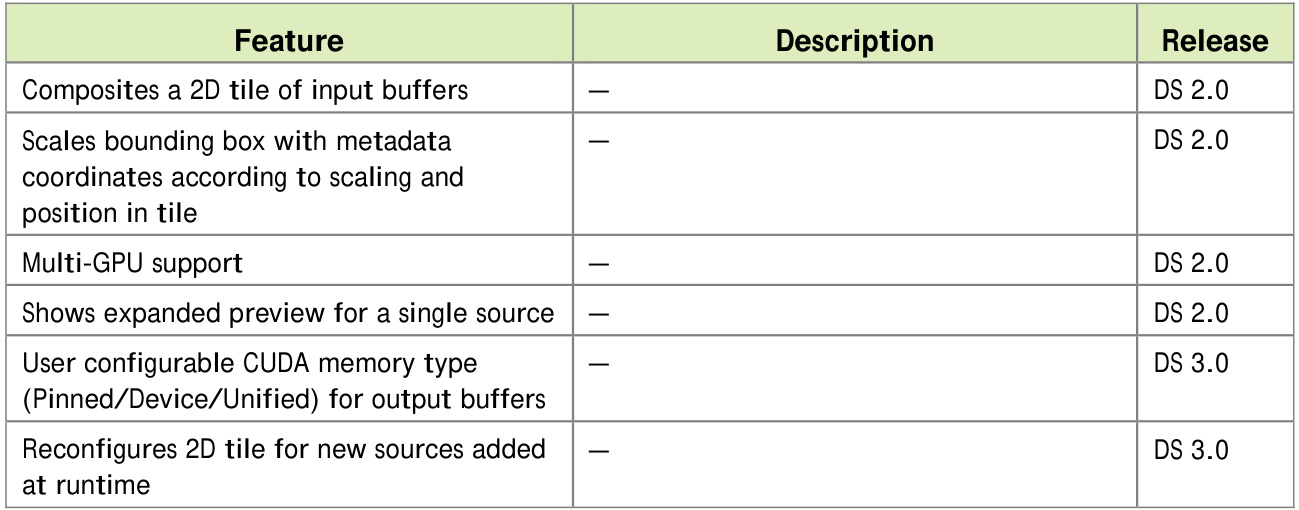 Feature Description Release
Composites a 2D tile of input buffers — DS 2.0
Scales bounding box with metadata — DS 2.0
coordinates according to scaling and
position in tile
Multi-GPU support — DS 2.0
Shows expanded preview for a single source — DS 2.0
User configurable CUDA memory type — DS 3.0
(Pinned/Device/Unified) for output buffers
Reconfigures 2D tile for new sources added — DS 3.0
at runtime